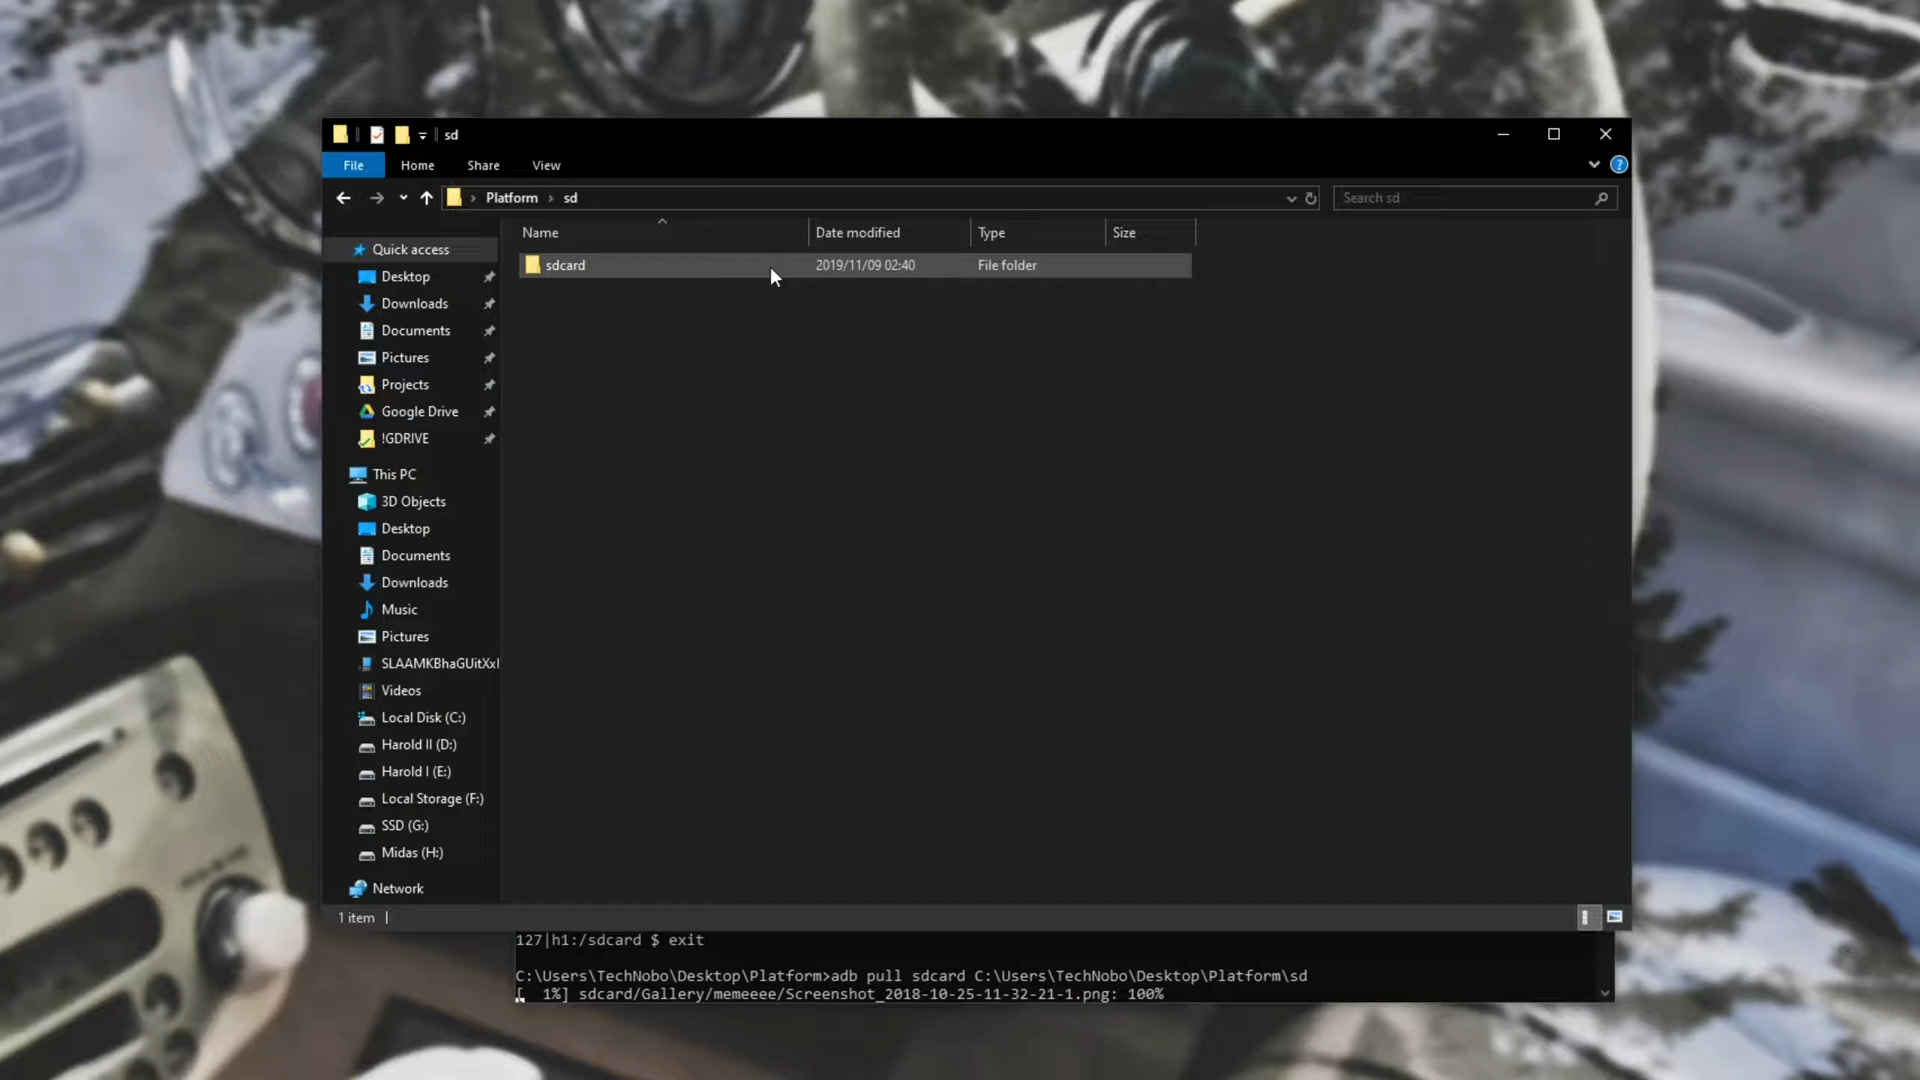 sd
File Home Share View
Platform sd
Search sd
Name Date modified Type Size
sdcard 2019/11/09 02:40 File folder
Quick access
Desktop
Downloads
Documents
Pictures
Projects
Google Drive
!GDRIVE
This PC
3D Objects
Desktop
Documents
Downloads
Music
Pictures
Videos
Local Disk (C:)
Harold II (D:)
Harold I (E:)
Local Storage (F:)
SSD (G:)
Midas (H:)
Network
1 item
127|h1:/sdcard $ exit
C:\Users\TechNobo\Desktop\Platform>adb pull sdcard C:\Users\TechNobo\Desktop\Platform\sd
[  1%] sdcard/Gallery/memeeee/Screenshot_2018-10-25-11-32-21-1.png: 100%